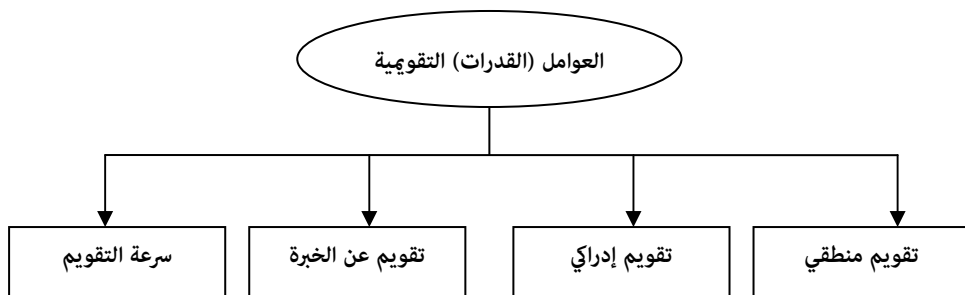 العوامل (القدرات) التقويمية
تقويم منطقي
تقويم إدراكي
تقويم عن الخبرة
سرعة التقويم